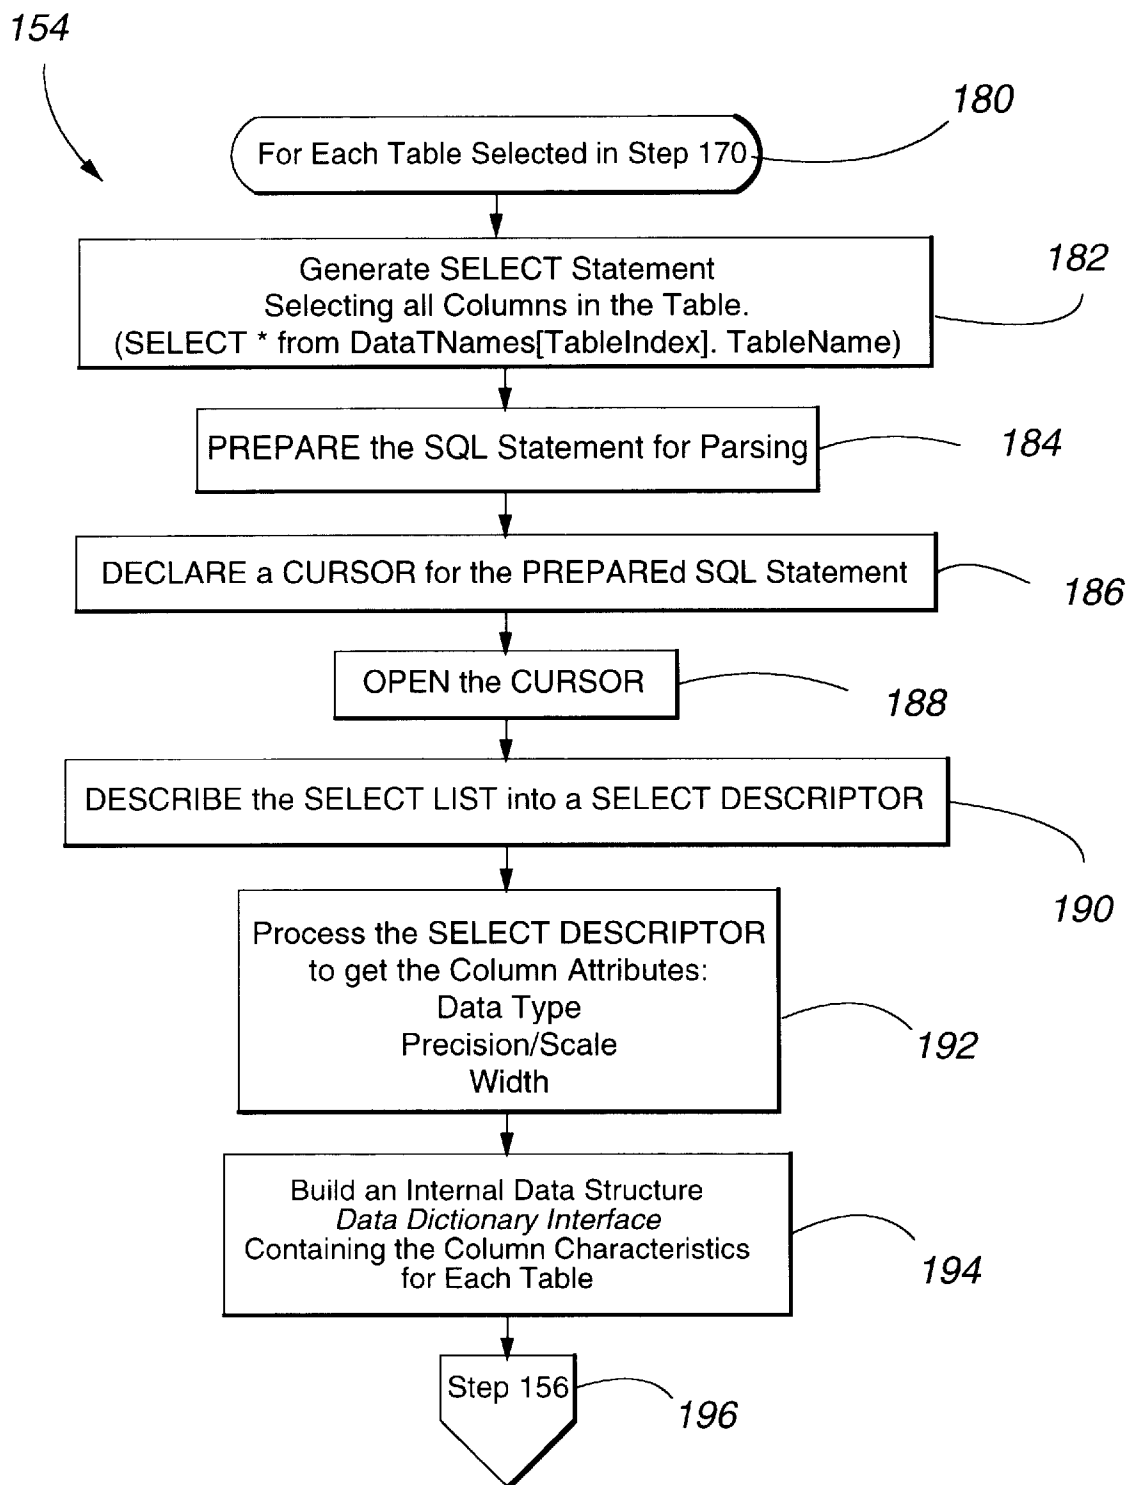 154
180
For Each Table Selected in Step 170
182
Generate SELECT Statement
Selecting all Columns in the Table.
(SELECT * from DataTNames[TableIndex]. TableName)
184
PREPARE the SQL Statement for Parsing
DECLARE a CURSOR for the PREPAREd SQL Statement
186
OPEN the CURSOR
188
DESCRIBE the SELECT LIST into a SELECT DESCRIPTOR
190
Process the SELECT DESCRIPTOR
to get the Column Attributes:
Data Type
Precision/Scale
Width
192
Build an Internal Data Structure
Data Dictionary Interface
Containing the Column Characteristics
for Each Table
194
Step 156
196